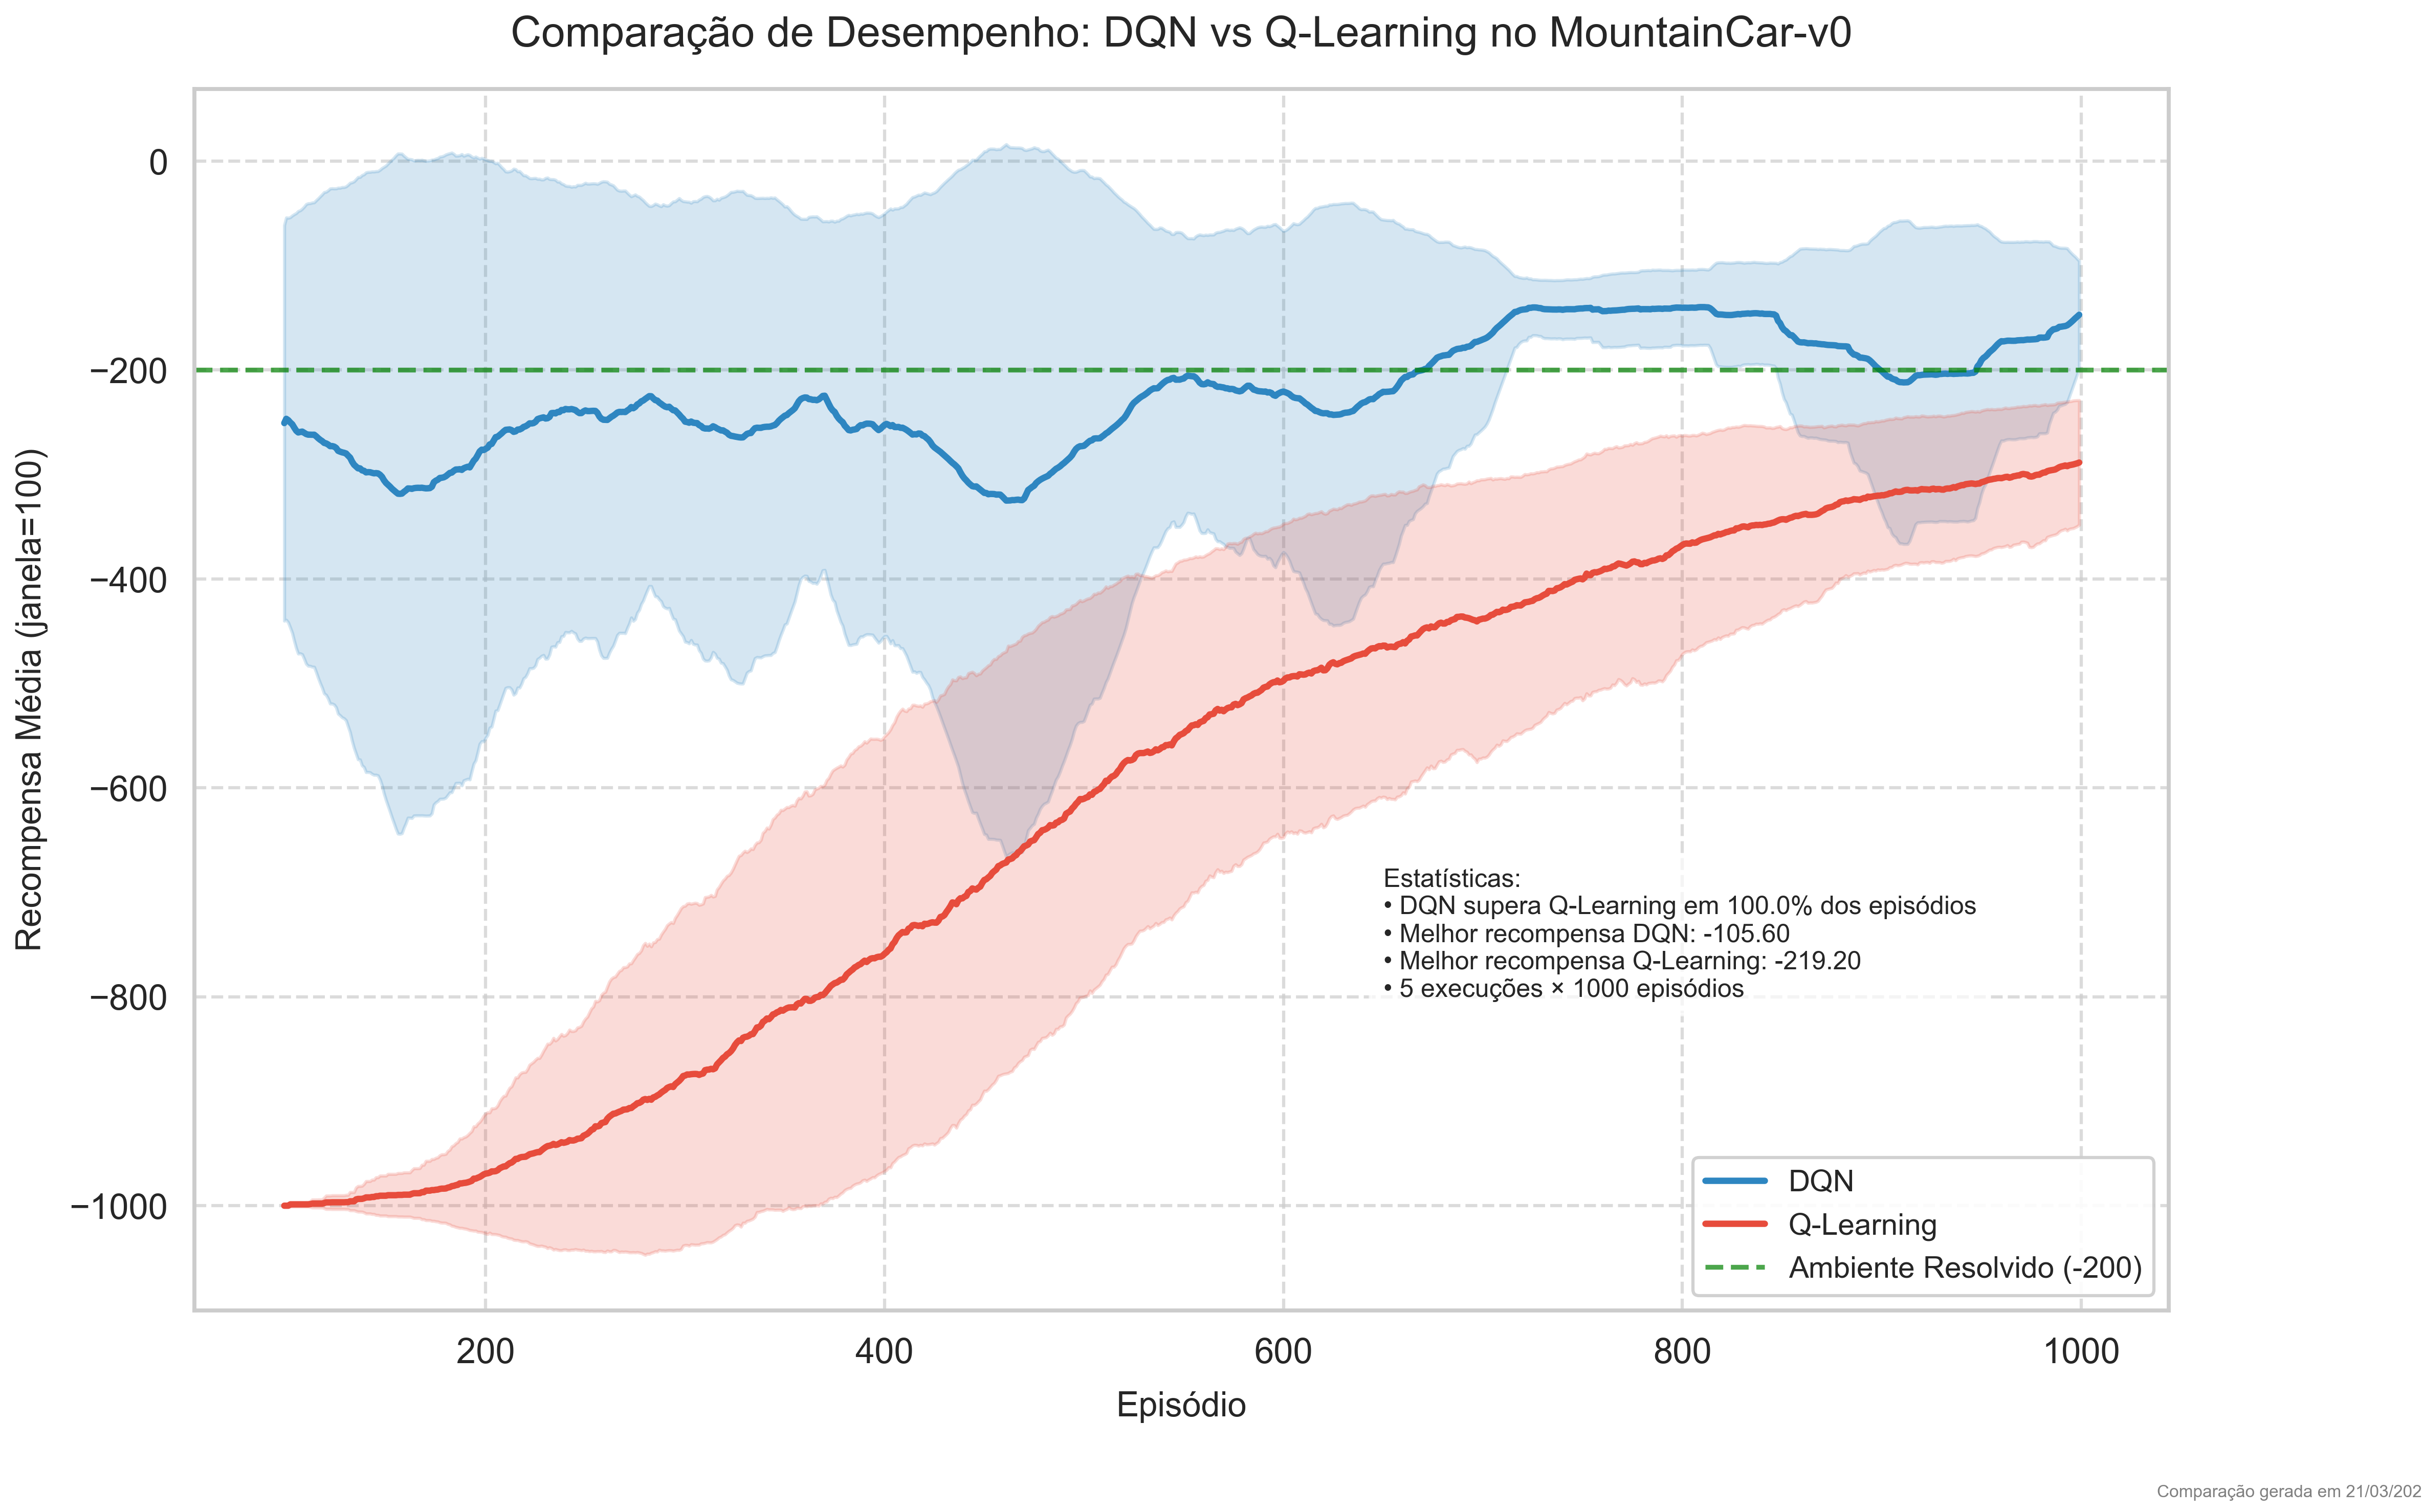 Comparação de Desempenho: DQN vs Q-Learning no MountainCar-v0
Recompensa Média (janela=100)
0
−200
−400
−600
−800
−1000
Estatísticas:
• DQN supera Q-Learning em 100.0% dos episódios
• Melhor recompensa DQN: -105.60
• Melhor recompensa Q-Learning: -219.20
• 5 execuções × 1000 episódios
DQN
Q-Learning
Ambiente Resolvido (-200)
200
400
600
800
1000
Episódio
Comparação gerada em 21/03/202